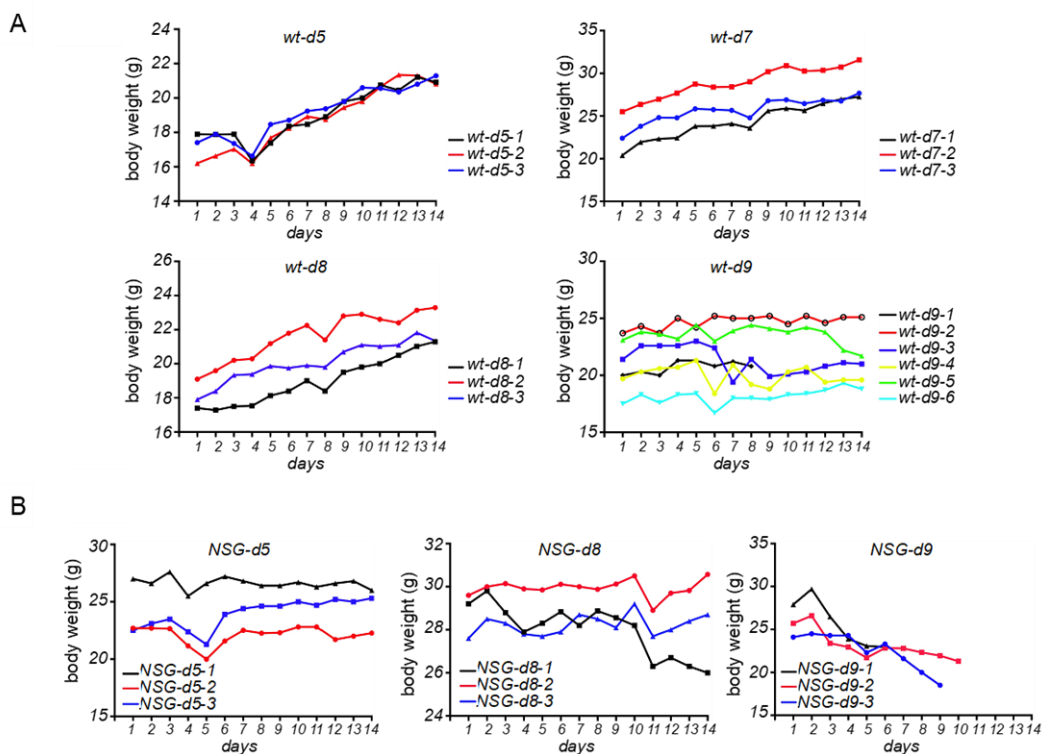 A
wt-d5
body weight (g)
22
20
18
16
14
1 2 3 4 5 6 7 8 9 10 11 12 13 14
days
wt-d5-1
wt-d5-2
wt-d5-3
wt-d7
body weight (g)
35
30
25
20
15
1 2 3 4 5 6 7 8 9 10 11 12 13 14
days
wt-d7-1
wt-d7-2
wt-d7-3
wt-d8
body weight (g)
26
24
22
20
18
16
1 2 3 4 5 6 7 8 9 10 11 12 13 14
days
wt-d8-1
wt-d8-2
wt-d8-3
wt-d9
body weight (g)
30
25
20
15
1 2 3 4 5 6 7 8 9 10 11 12 13 14
days
wt-d9-1
wt-d9-2
wt-d9-3
wt-d9-4
wt-d9-5
wt-d9-6
B
NSG-d5
body weight (g)
30
25
20
15
NSG-d5-1
NSG-d5-2
NSG-d5-3
1 2 3 4 5 6 7 8 9 10 11 12 13 14
days
NSG-d8
body weight (g)
32
30
28
26
24
NSG-d8-1
NSG-d8-2
NSG-d8-3
1 2 3 4 5 6 7 8 9 10 11 12 13 14
days
NSG-d9
body weight (g)
35
30
25
20
15
NSG-d9-1
NSG-d9-2
NSG-d9-3
1 2 3 4 5 6 7 8 9 10 11 12 13 14
days